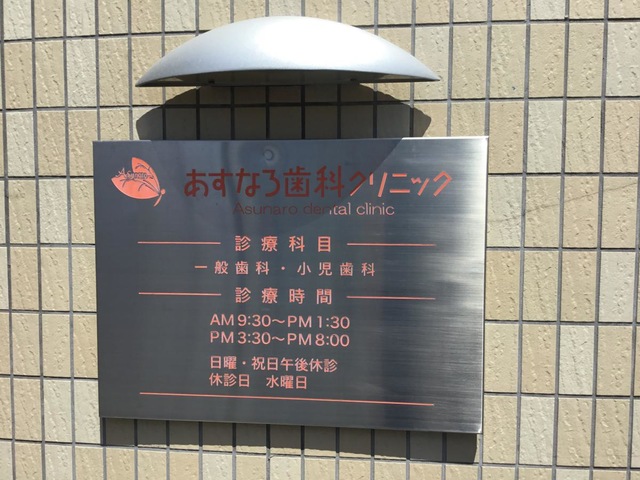 あすなろ歯科クリニック
Asunaro dental clinic
診療科目
一般歯科・小児歯科
診療時間
AM 9:30～PM 1:30
PM 3:30～PM 8:00
日曜・祝日午後休診
休診日　水曜日